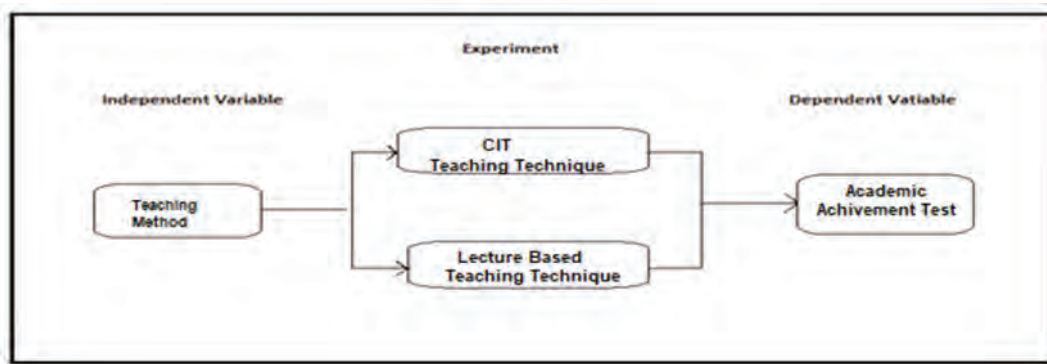 Experiment
Independent Variable
Dependent Vatiable
CIT
Teaching Technique
Teaching
Method
Academic
Achivement Test
Lecture Based
Teaching Technique